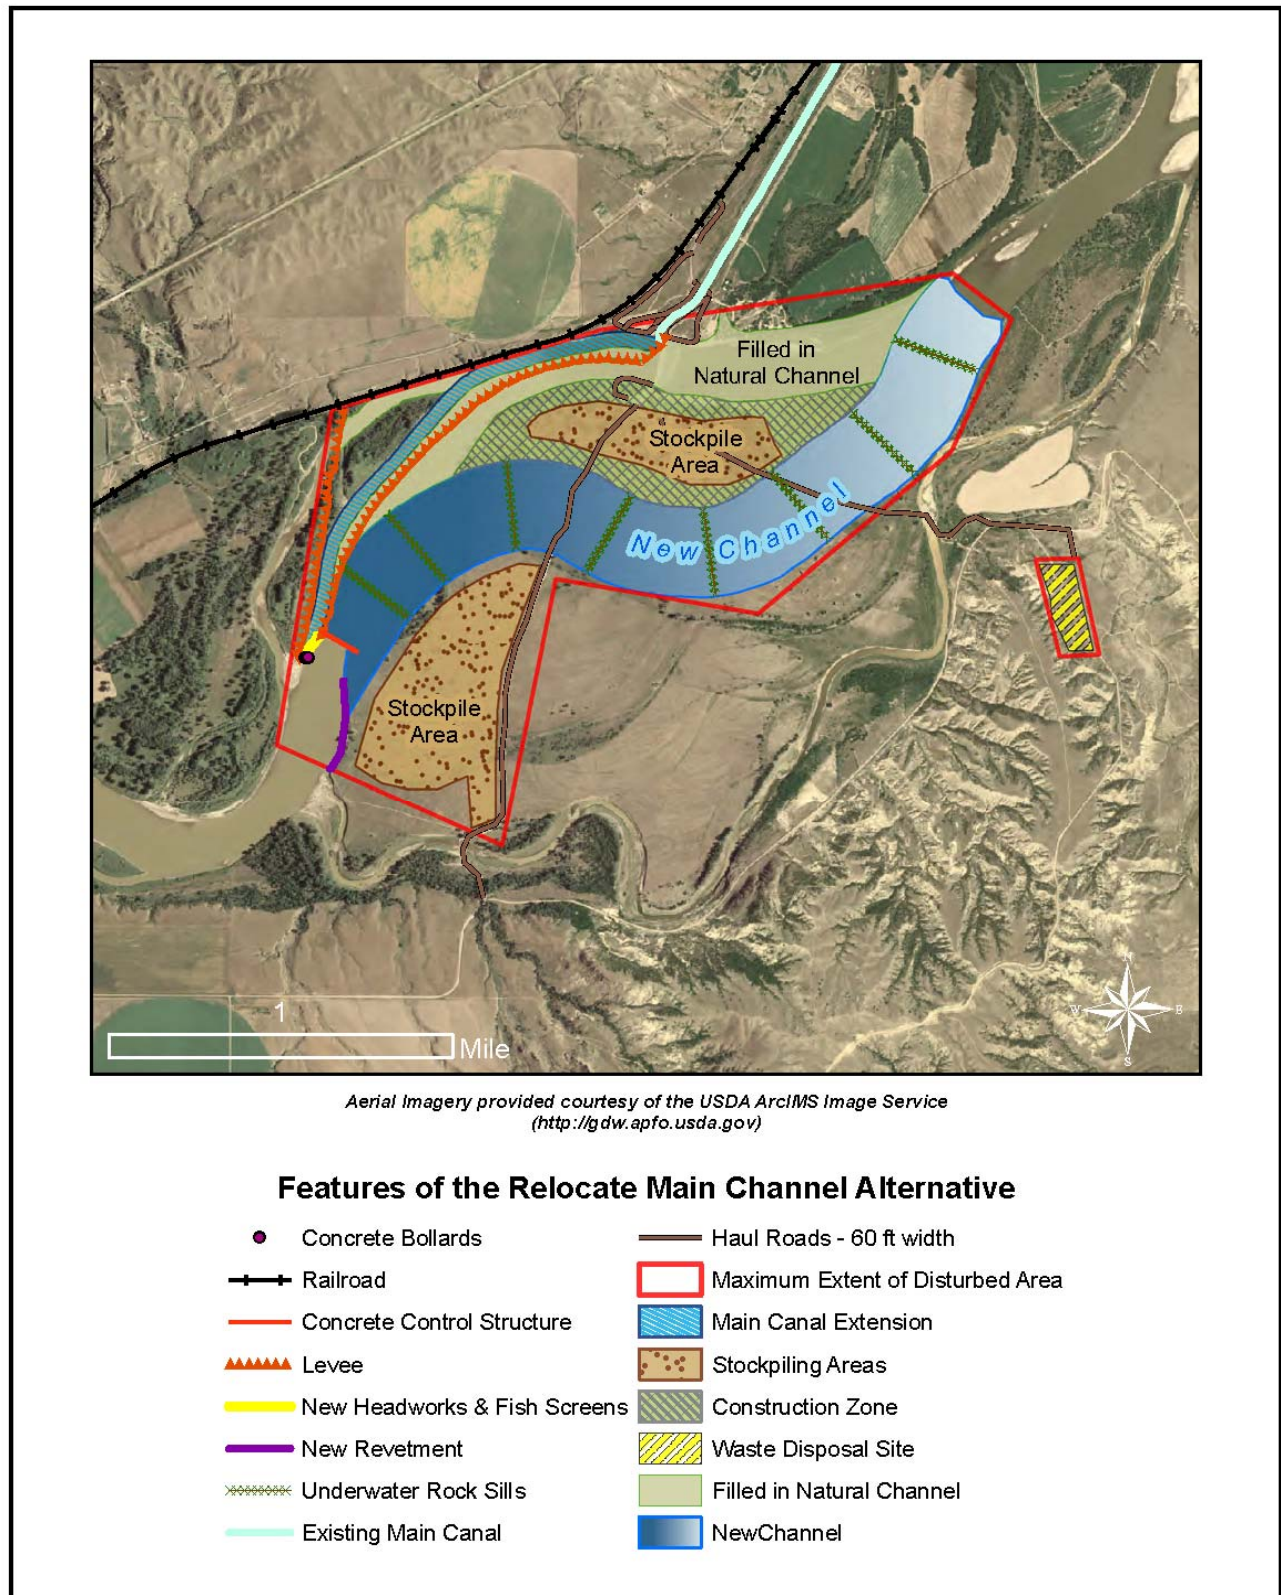 Filled in
Natural Channel
Stockpile
Area
New Channel
Stockpile
Area
N
W
E
S
1
Mile
Aerial Imagery provided courtesy of the USDA ArcIMS Image Service
(http://gdw.apfo.usda.gov)
Features of the Relocate Main Channel Alternative
Concrete Bollards
Railroad
Concrete Control Structure
Levee
New Headworks & Fish Screens
New Revetment
Underwater Rock Sills
Existing Main Canal
Haul Roads - 60 ft width
Maximum Extent of Disturbed Area
Main Canal Extension
Stockpiling Areas
Construction Zone
Waste Disposal Site
Filled in Natural Channel
NewChannel